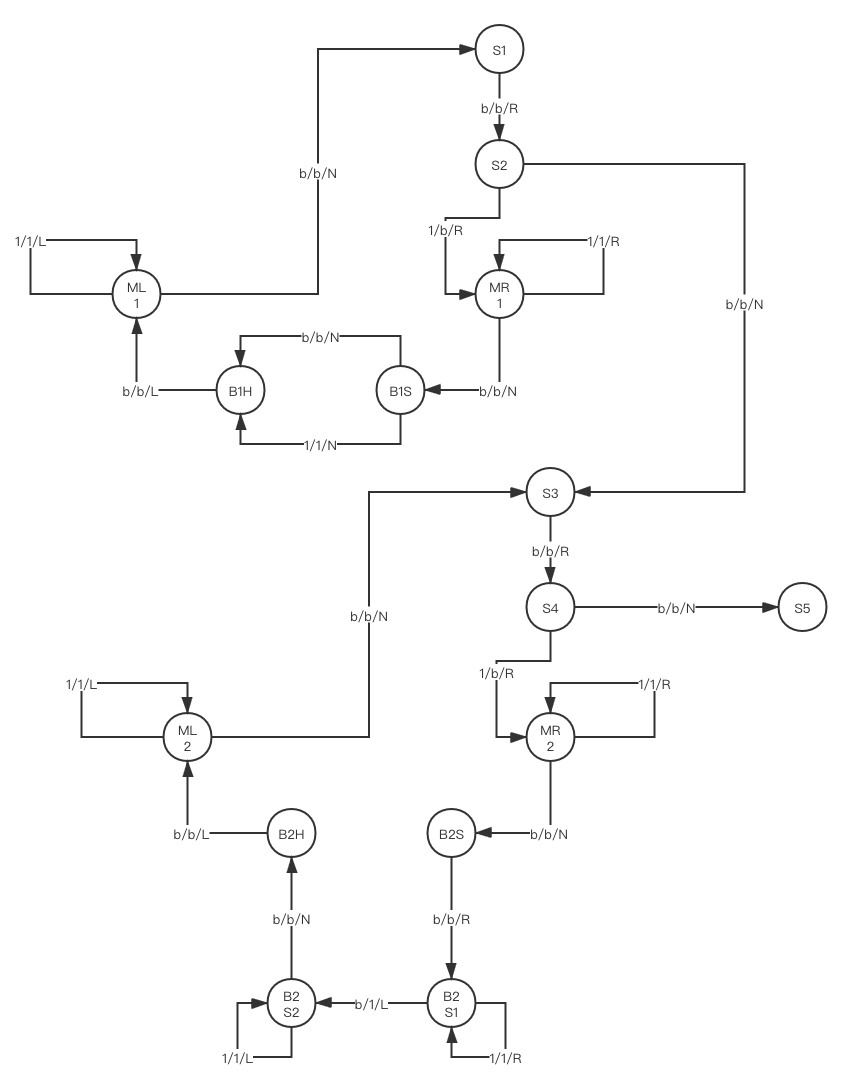 S1
b/b/R
S2
b/b/N
1/b/R
1/1/L
1/1/R
ML
1
MR
1
b/b/N
b/b/N
b/b/L
B1H
B1S
b/b/N
1/1/N
S3
b/b/R
b/b/N
S4
b/b/N
S5
1/b/R
1/1/L
1/1/R
ML
2
MR
2
b/b/L
B2H
B2S
b/b/N
b/b/N
b/b/R
B2
S2
b/1/L
B2
S1
1/1/L
1/1/R